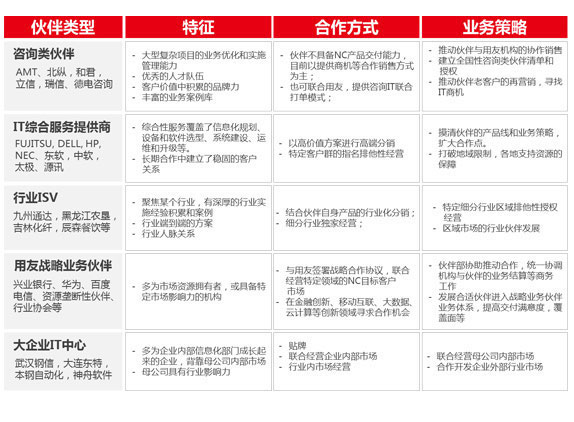 伙伴类型
特征
合作方式
业务策略
咨询类伙伴
AMT、北纵，和君，
立信，瑞信、德电咨询
- 大型复杂项目的业务优化和实施
管理能力
- 优秀的人才队伍
- 客户价值中积累的品牌力
- 丰富的业务案例库
- 伙伴不具备NC产品交付能力，
目前以提供商机等合作销售方式
为主；
- 也可联合用友，提供咨询IT联合
打单模式；
- 推动伙伴与用友机构的协作销售
- 建立全国性咨询类伙伴清单和
授权
- 推动伙伴老客户的再营销，寻找
IT商机
IT综合服务提供商
FUJITSU, DELL, HP,
NEC、东软，中软，
太极、源讯
- 综合性服务覆盖了信息化规划、
设备和软件选型、系统建设、运
维和升级等。
- 长期合作中建立了稳固的客户
关系
- 以高价值方案进行高端分销
- 特定客户群的指名排他性经营
- 摸清伙伴的产品线和业务策略，
扩大合作点。
- 打破地域限制，各地支持资源的
保障
行业ISV
九州通达，黑龙江农垦，
吉林化纤，辰森餐饮等
- 聚焦某个行业，有深厚的行业实
施经验积累和案例
- 行业端到端的方案
- 行业人脉关系
- 结合伙伴自身产品的行业化分销；
- 细分行业独家经营；
- 特定细分行业区域排他性授权
经营
- 区域市场的行业伙伴发展
用友战略业务伙伴
兴业银行、华为、百度
电信、资源垄断性伙伴、
行业协会等
- 多为市场资源拥有者，或具备特
定市场影响力的机构
- 与用友签署战略合作协议，联合
经营特定领域的NC目标客户
市场
- 在金融创新、移动互联、大数据、
云计算等创新领域寻求合作机会
- 伙伴部协助推动合作，统一协调
机构与伙伴的业务结算等商务
工作
- 发展合适伙伴进入战略业务伙伴
业务体系，提高交付满意度，覆
盖面等
大企业IT中心
武汉钢信，大连东特，
本钢自动化，神舟软件
- 多为企业内部信息化部门成长起
来的企业，背靠母公司内部市场
- 母公司具有行业影响力
- 贴牌
- 联合经营企业内部市场
- 行业内市场经营
- 联合经营母公司内部市场
- 合作开发企业外部行业市场